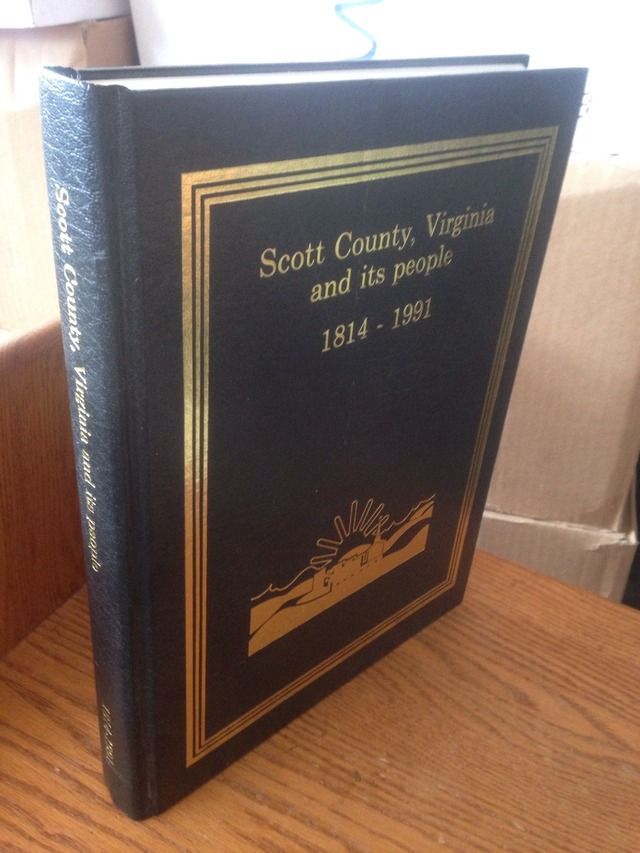 Scott County, Virginia
and its people
1814 - 1991
Scott County, Virginia and its people
1814-1991